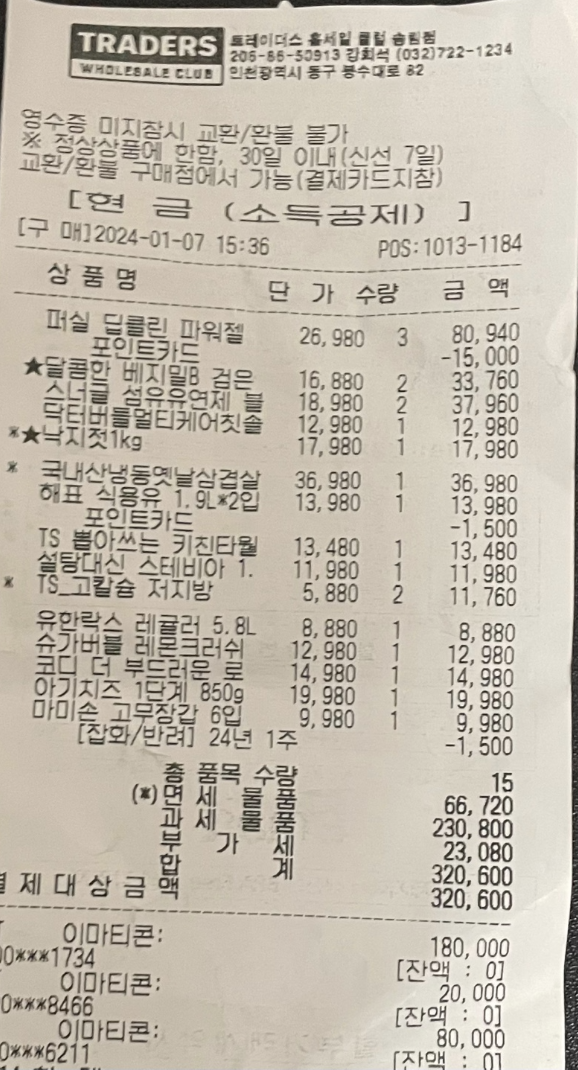 TRADERS
WHOLESALE CLUB
트레이더스 홀세일 클럽 송림점
206-86-50913 강희석 (032)722-1234
인천광역시 동구 봉수대로 82
영수증 미지참시 교환/환불 불가
※ 정상상품에 한함, 30일 이내(신선 7일)
교환/환불 구매점에서 가능(결제카드지참)
[현 금 (소득공제) ]
[구 매]2024-01-07 15:36 POS:1013-1184
상 품 명 단 가 수량 금 액
퍼실 딥클린 파워젤 26,980 3 80,940
포인트카드 -15,000
★달콤한 베지밀B 검은 16,880 2 33,760
스너글 섬유유연제 블 18,980 2 37,960
닥터버틀멀티케어칫솔 12,980 1 12,980
*★낙지젓1kg 17,980 1 17,980
* 국내산냉동옛날삼겹살 36,980 1 36,980
해표 식용유 1.9L*2입 13,980 1 13,980
포인트카드 -1,500
TS 뽑아쓰는 키친타월 13,480 1 13,480
설탕대신 스테비아 1. 11,980 1 11,980
* TS_고칼슘 저지방 5,880 2 11,760
유한락스 레귤러 5.8L 8,880 1 8,880
슈가버블 레몬크러쉬 12,980 1 12,980
코디 더 부드러운 로 14,980 1 14,980
아기치즈 1단계 850g 19,980 1 19,980
마미손 고무장갑 6입 9,980 1 9,980
[잡화/반려] 24년 1주 -1,500
총 품목 수량 15
(*)면 세 물 품 66,720
과 세 물 품 230,800
부 가 세 23,080
합 계 320,600
결 제 대 상 금 액 320,600
이마티콘: 180,000
0***1734 [잔액 : 0]
이마티콘: 20,000
0***8466 [잔액 : 0]
이마티콘: 80,000
0***6211 [잔액 : 0]